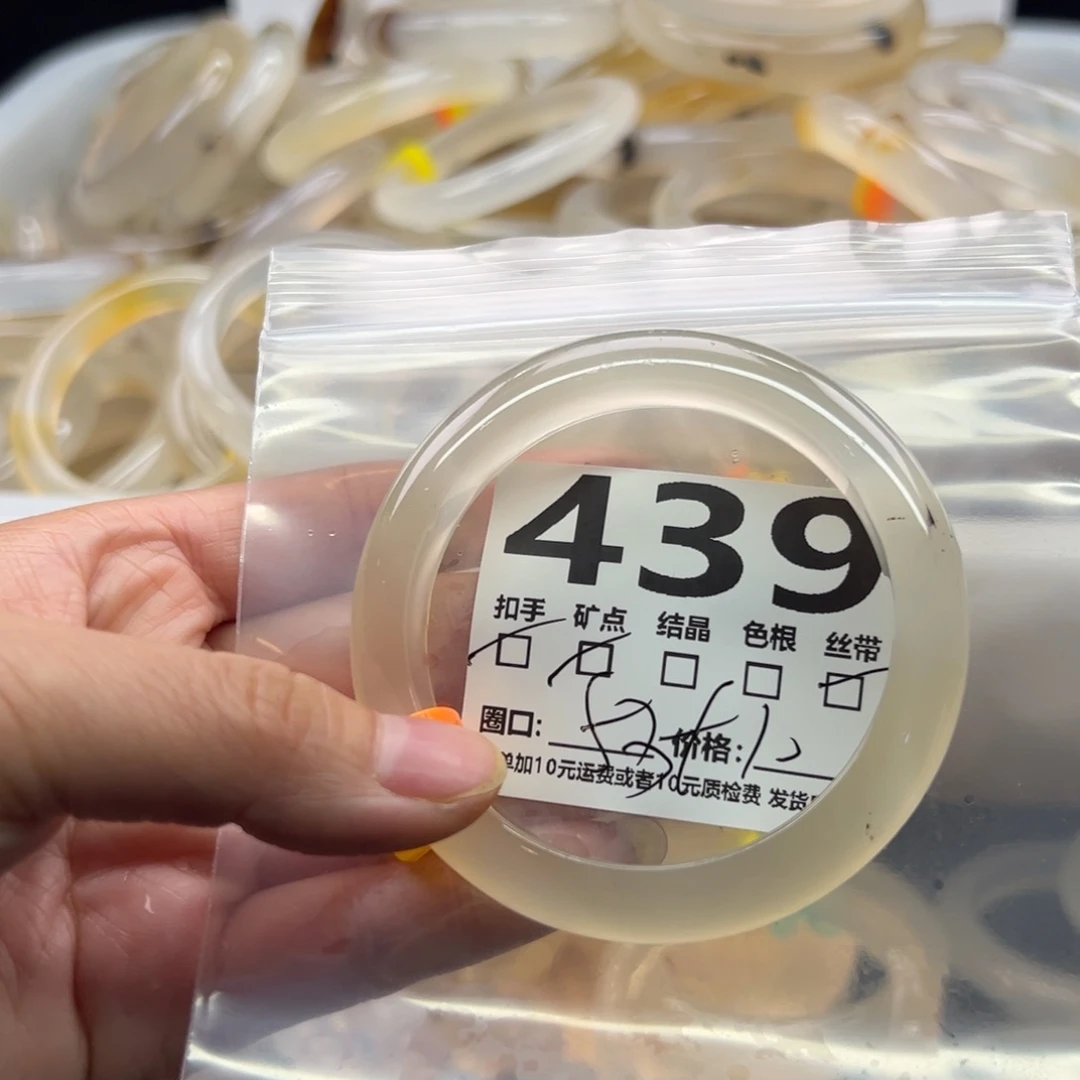 439
扣手 矿点 结晶 色根 丝带
圈口: 价格:
单加10元运费或者10元质检费 发货